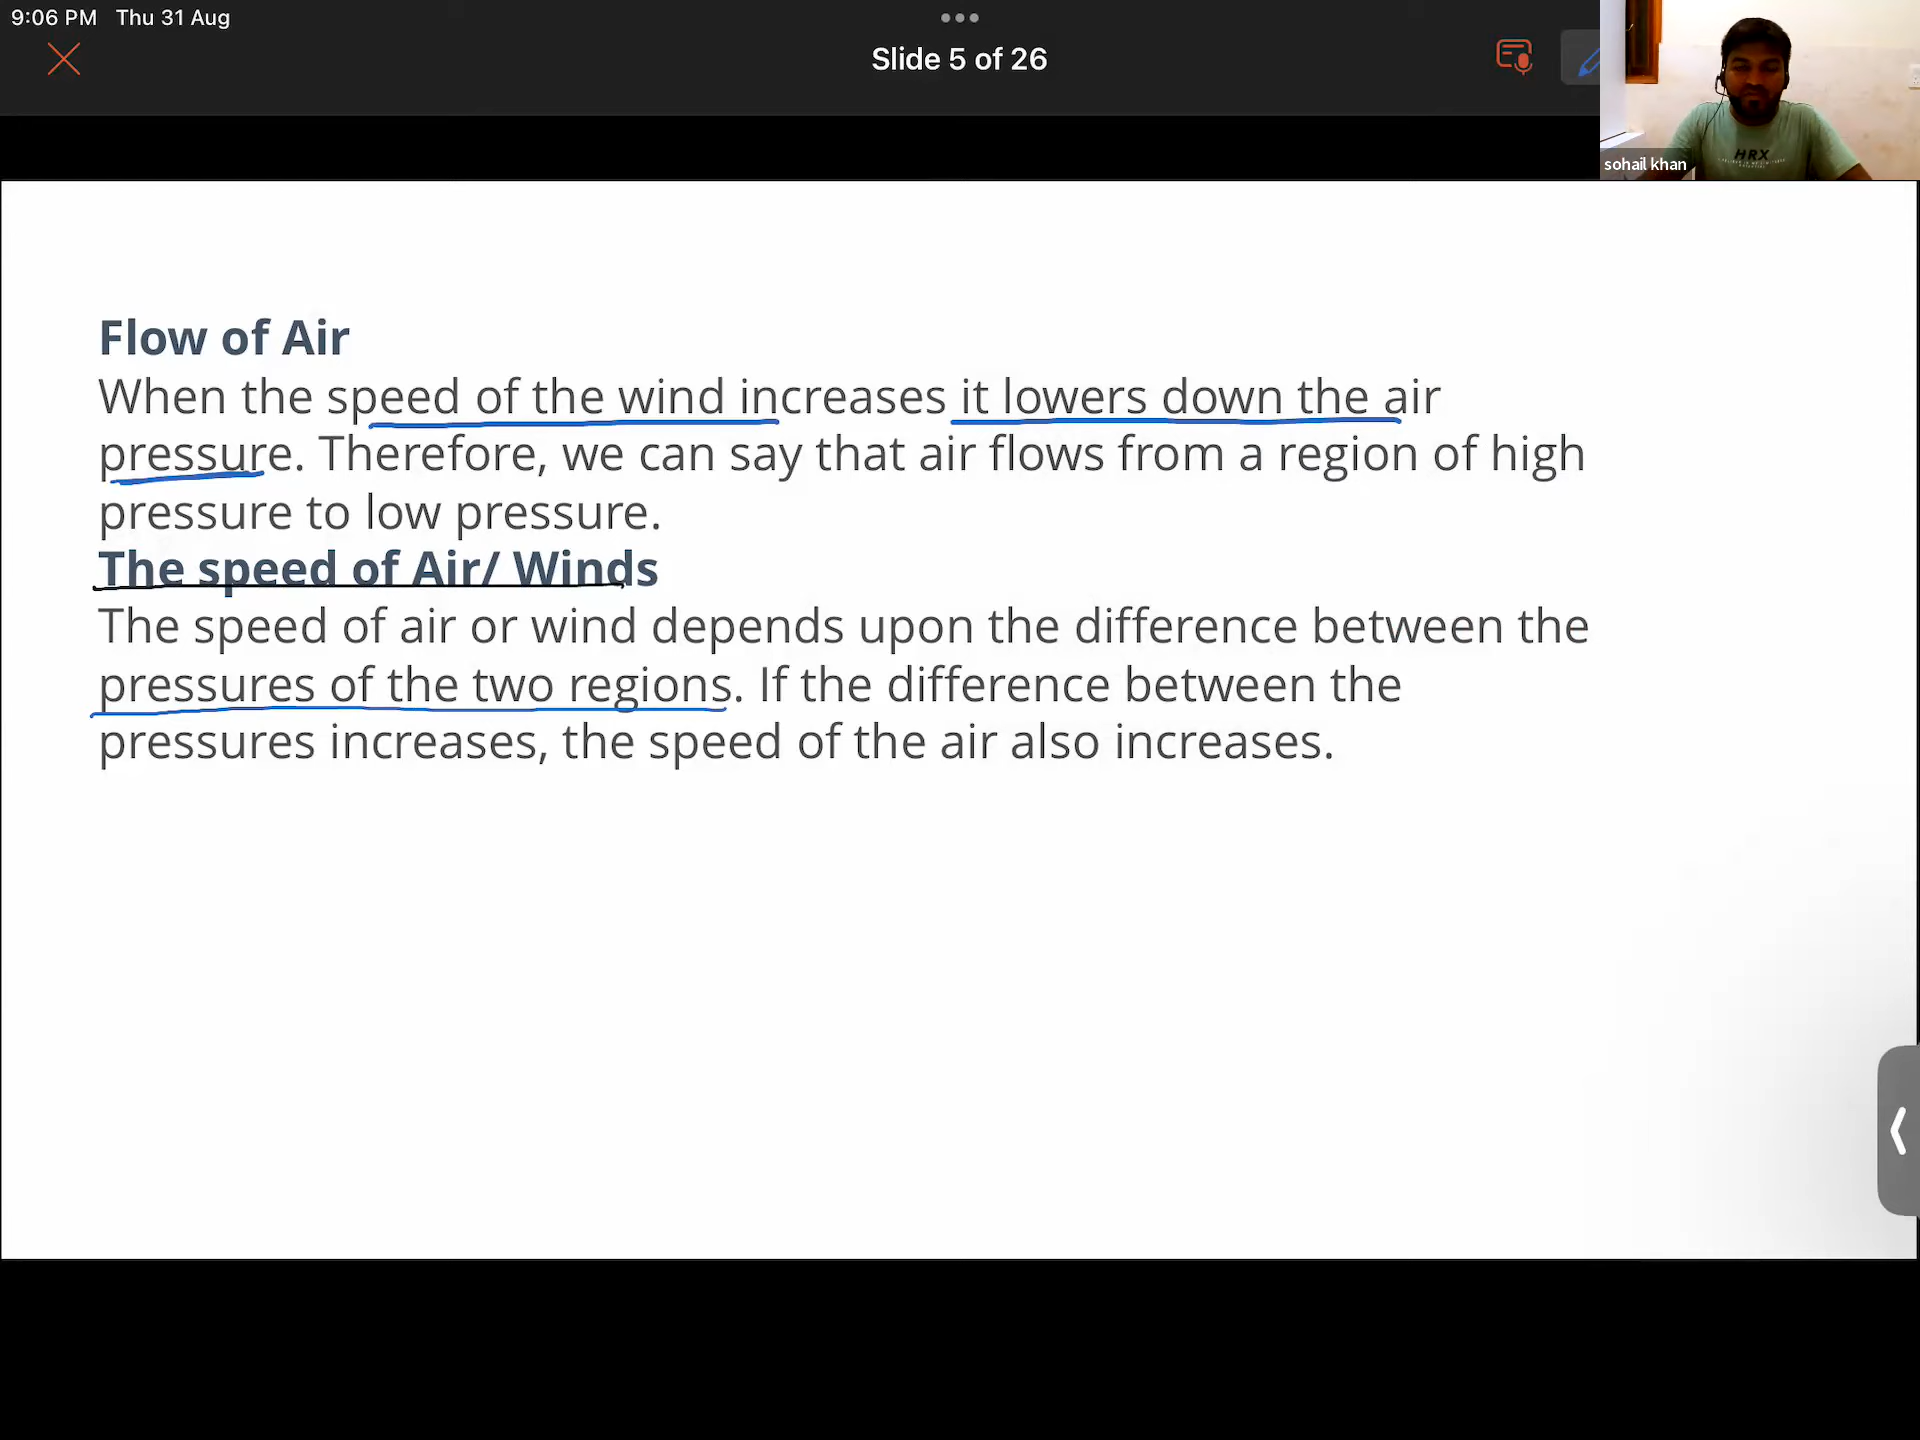 9:06 PM Thu 31 Aug
Slide 5 of 26
HRX
sohail khan
Flow of Air
When the speed of the wind increases it lowers down the air
pressure. Therefore, we can say that air flows from a region of high
pressure to low pressure.
The speed of Air/ Winds
The speed of air or wind depends upon the difference between the
pressures of the two regions. If the difference between the
pressures increases, the speed of the air also increases.